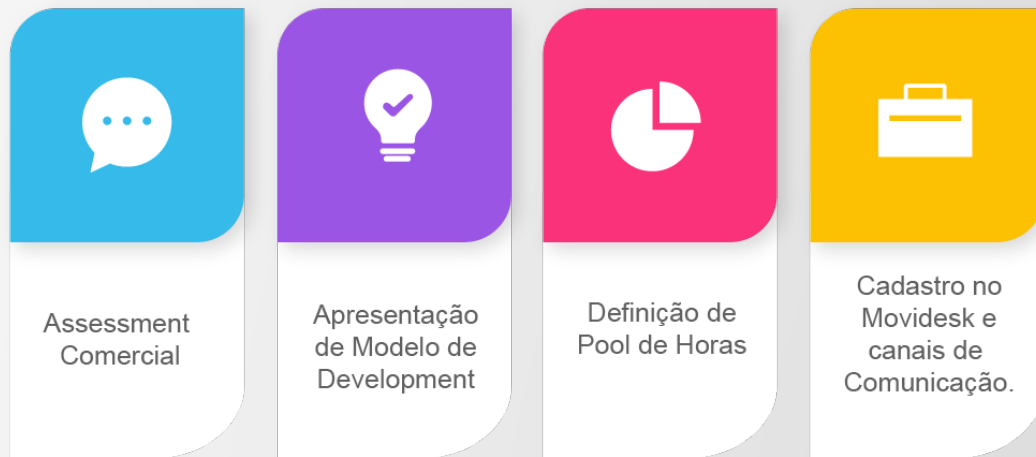 Assessment
Comercial
Apresentação
de Modelo de
Development
Definição de
Pool de Horas
Cadastro no
Movidesk e
canais de
Comunicação.